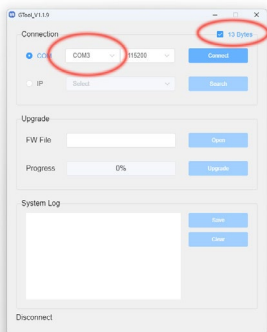 GTool_V1.1.9
Connection
10 Bytes
COM
COM3
115200
Connect
IP
Select
Search
Upgrade
FW File
Open
Progress
0%
Upgrade
System Log
Save
Clear
Disconnect